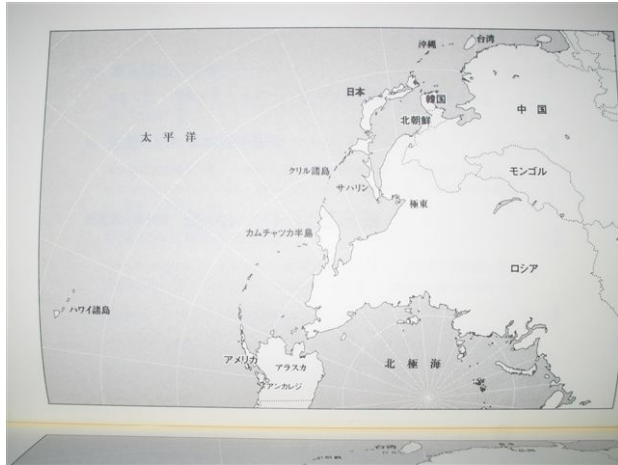 台湾
沖縄
日本
韓国
中国
北朝鮮
太平洋
モンゴル
クリル諸島
サハリン
極東
カムチャツカ半島
ロシア
ハワイ諸島
アメリカ
アラスカ
北極海
アンカレジ
台湾